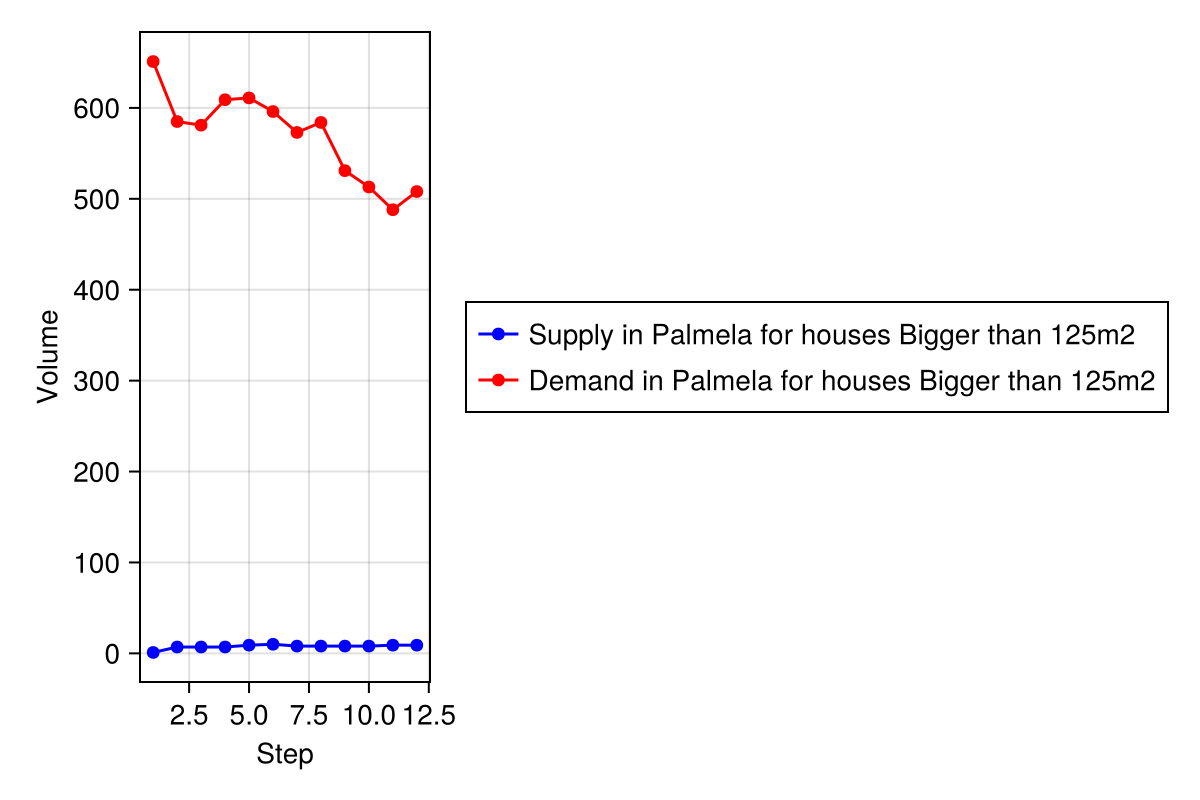 600
500
400
300
200
100
0
Volume
2.5 5.0 7.5 10.0 12.5
Step
Supply in Palmela for houses Bigger than 125m2
Demand in Palmela for houses Bigger than 125m2